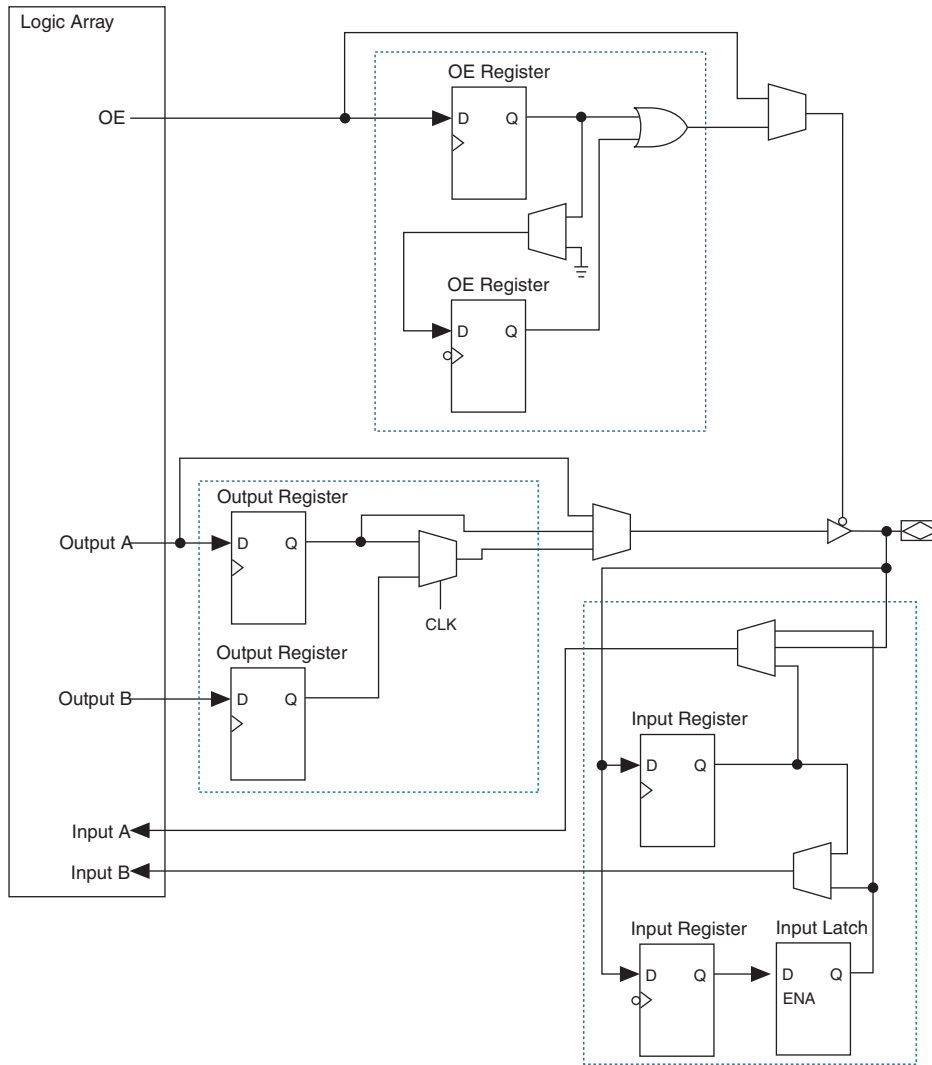 Logic Array
OE Register
OE
D Q
OE Register
D Q
Output Register
Output A
D Q
CLK
Output Register
Output B
D Q
Input Register
D Q
Input A
Input B
Input Register
Input Latch
D Q
D Q
ENA